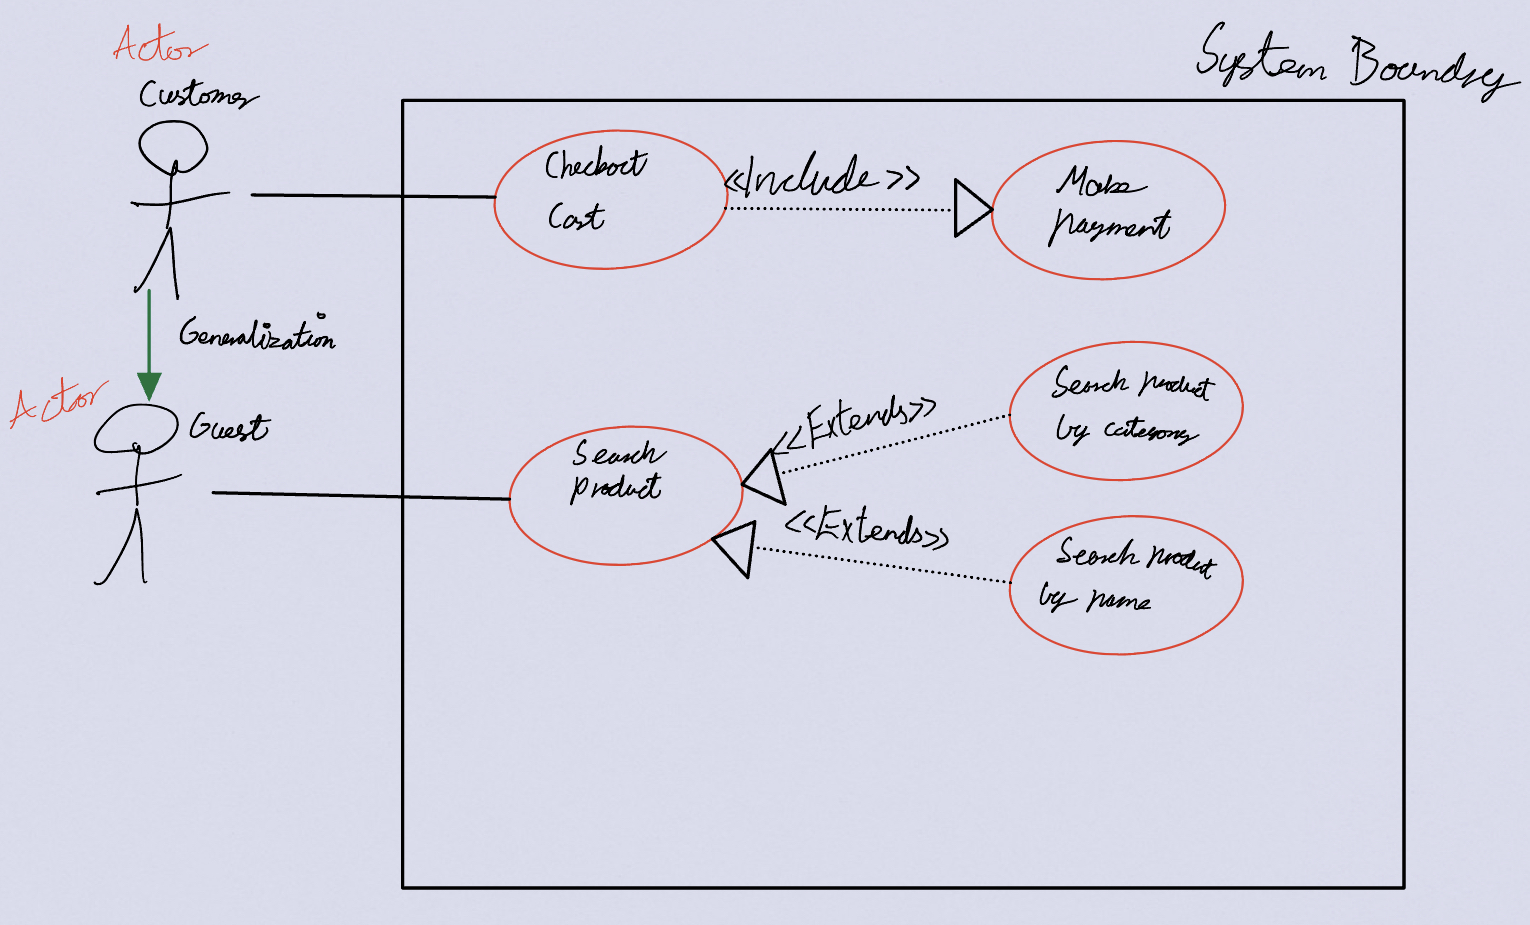 System Boundry
Actor
Customer
Checkout
Cart
<<Include>>
Make
payment
Generalization
Actor
Guest
Search
product
<<Extends>>
Search product
by category
<<Extends>>
Search product
by name